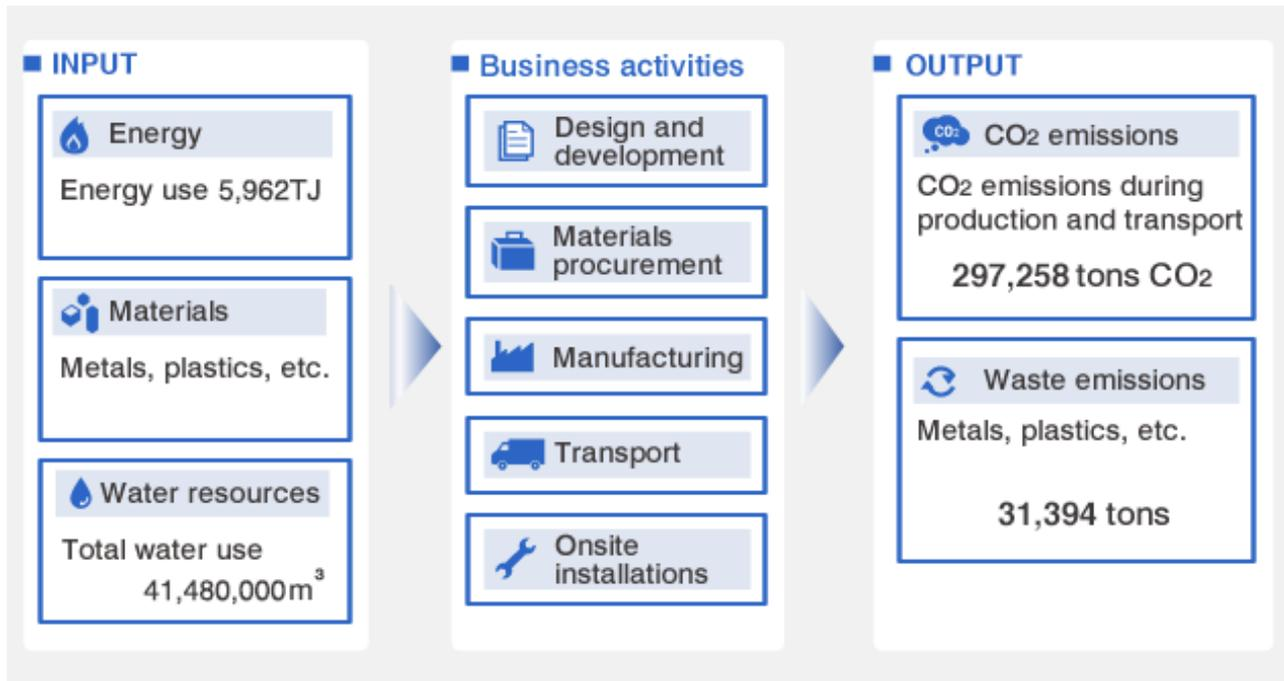 INPUT
Energy
Energy use 5,962TJ
Materials
Metals, plastics, etc.
Water resources
Total water use
41,480,000m³
Business activities
Design and
development
Materials
procurement
Manufacturing
Transport
Onsite
installations
OUTPUT
CO2
CO2 emissions
CO2 emissions during
production and transport
297,258 tons CO2
Waste emissions
Metals, plastics, etc.
31,394 tons